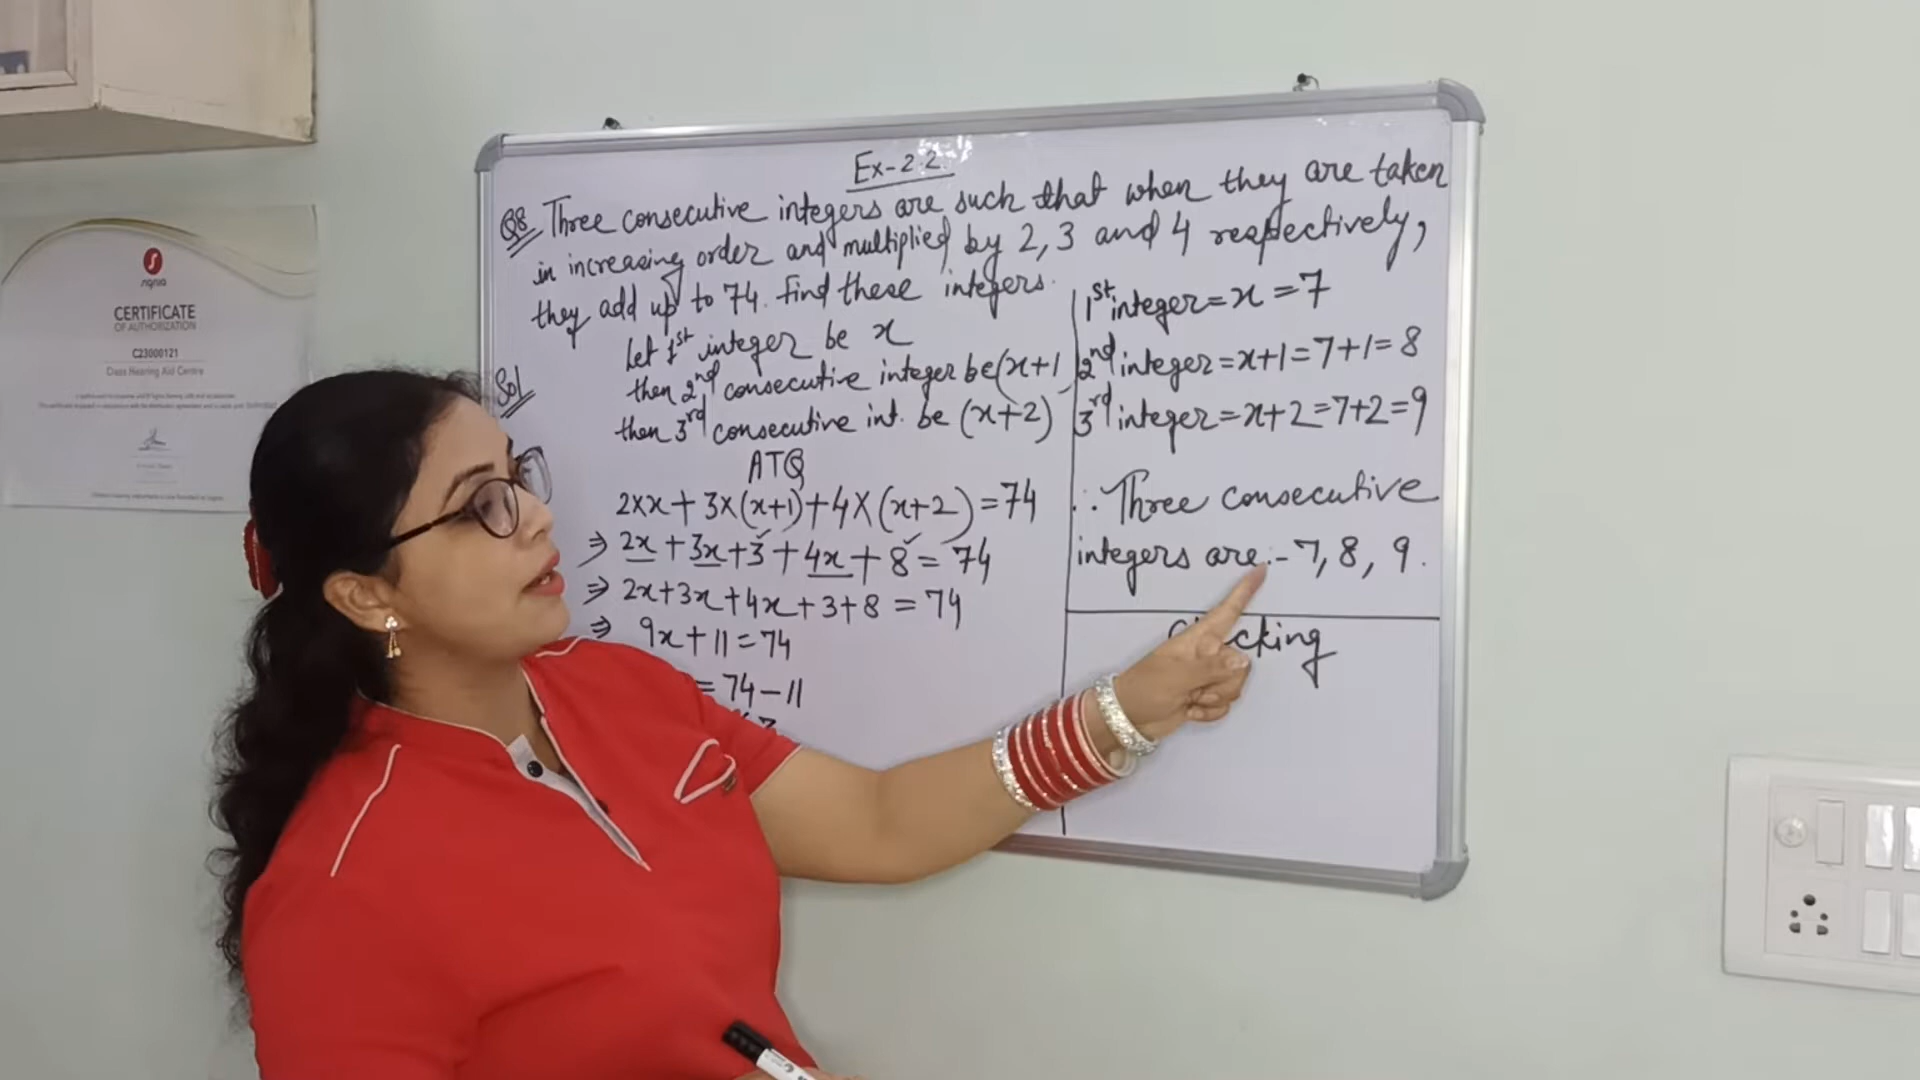 Ex-2.2
Q8. Three consecutive integers are such that when they are taken
in increasing order and multiplied by 2, 3 and 4 respectively,
they add up to 74. Find these integers.
Sol
Let 1st integer be x
then 2nd consecutive integer be (x+1
then 3rd consecutive int. be (x+2)
ATQ
2×x + 3×(x+1) + 4×(x+2) = 74
⇒ 2x + 3x + 3 + 4x + 8 = 74
⇒ 2x+3x+4x+3+8 = 74
⇒ 9x+11 = 74
= 74-11
1st integer = x = 7
2nd integer = x+1 = 7+1 = 8
3rd integer = x+2 = 7+2 = 9
∴ Three consecutive
integers are:- 7, 8, 9.
cking
signia
CERTIFICATE
OF AUTHORIZATION
C23000121
Hearing Aid Centre